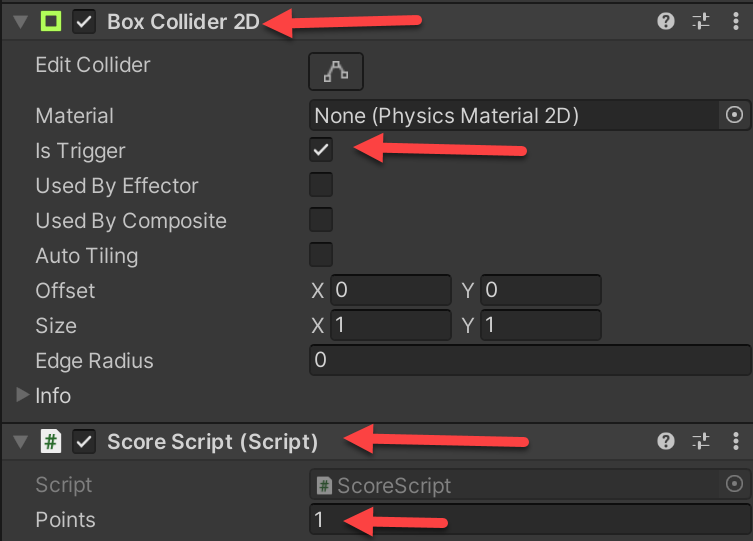 Box Collider 2D
Edit Collider
Material None (Physics Material 2D)
Is Trigger
Used By Effector
Used By Composite
Auto Tiling
Offset X 0 Y 0
Size X 1 Y 1
Edge Radius 0
Info
# Score Script (Script)
Script # ScoreScript
Points 1